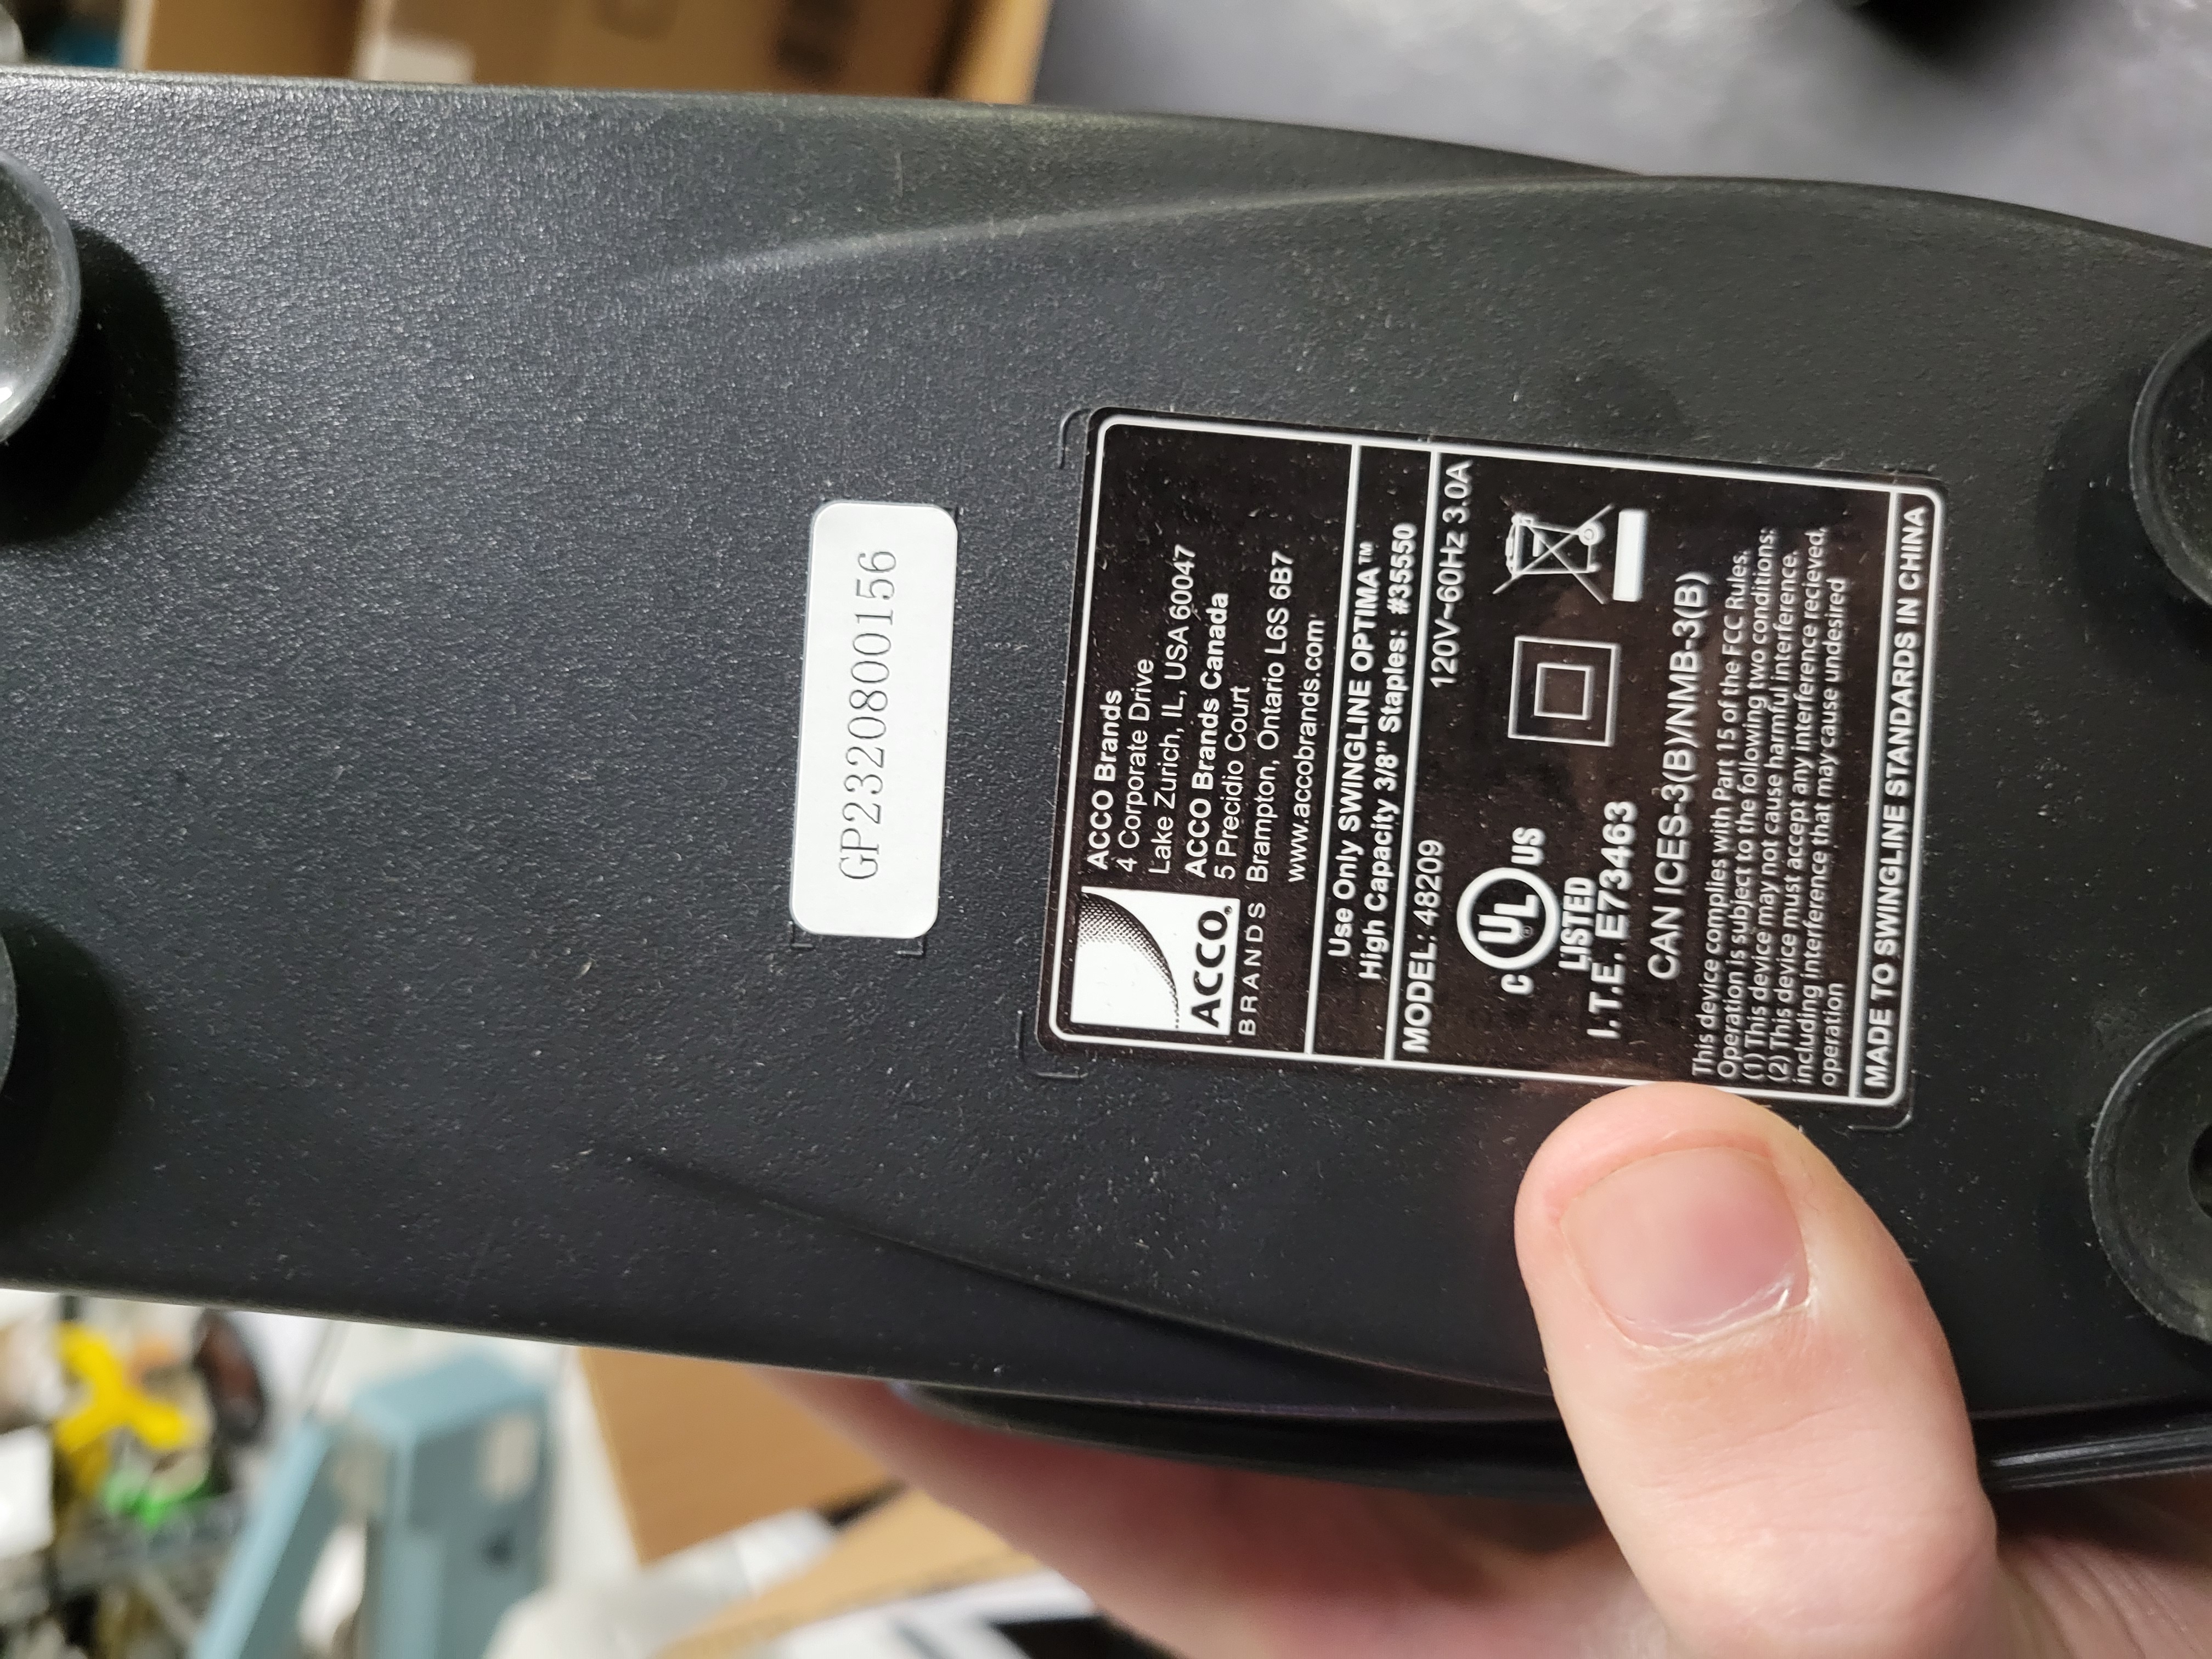 GP2320800156
ACCO
BRANDS
ACCO Brands
4 Corporate Drive
Lake Zurich, IL, USA 60047
ACCO Brands Canada
5 Precidio Court
Brampton, Ontario L6S 6B7
www.accobrands.com
Use Only SWINGLINE OPTIMA™
High Capacity 3/8" Staples: #35550
MODEL: 48209 120V~60Hz 3.0A
C UL US
LISTED
I.T.E. E73463
CAN ICES-3(B)/NMB-3(B)
This device complies with Part 15 of the FCC Rules.
Operation is subject to the following two conditions:
(1) This device may not cause harmful interference.
(2) This device must accept any interference recieved,
including interference that may cause undesired
operation
MADE TO SWINGLINE STANDARDS IN CHINA